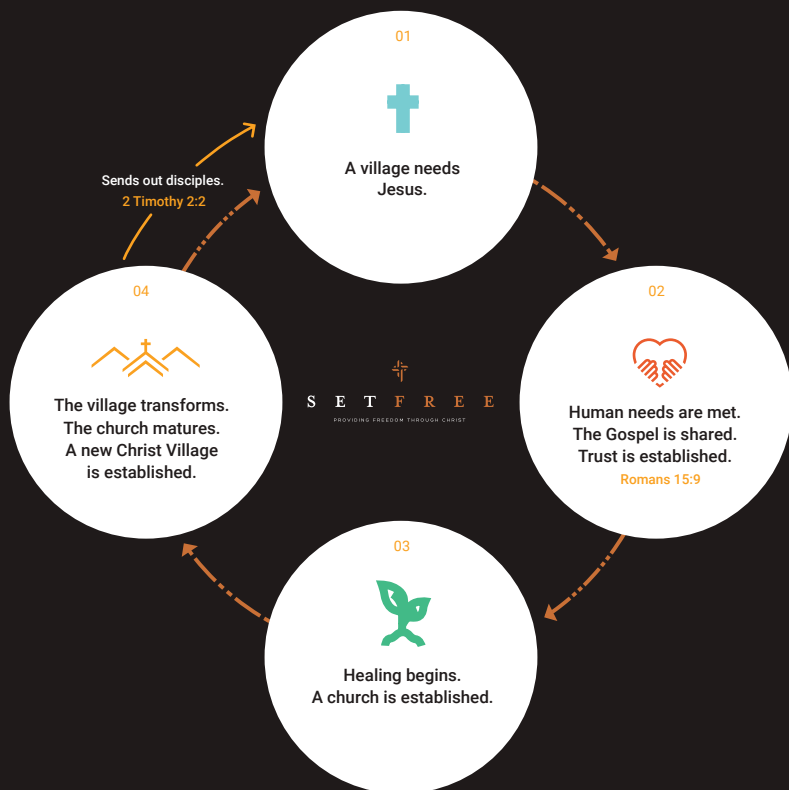 01
A village needs
Jesus.
Sends out disciples.
2 Timothy 2:2
02
Human needs are met.
The Gospel is shared.
Trust is established.
Romans 15:9
03
Healing begins.
A church is established.
04
The village transforms.
The church matures.
A new Christ Village
is established.
SETFREE
PROVIDING FREEDOM THROUGH CHRIST